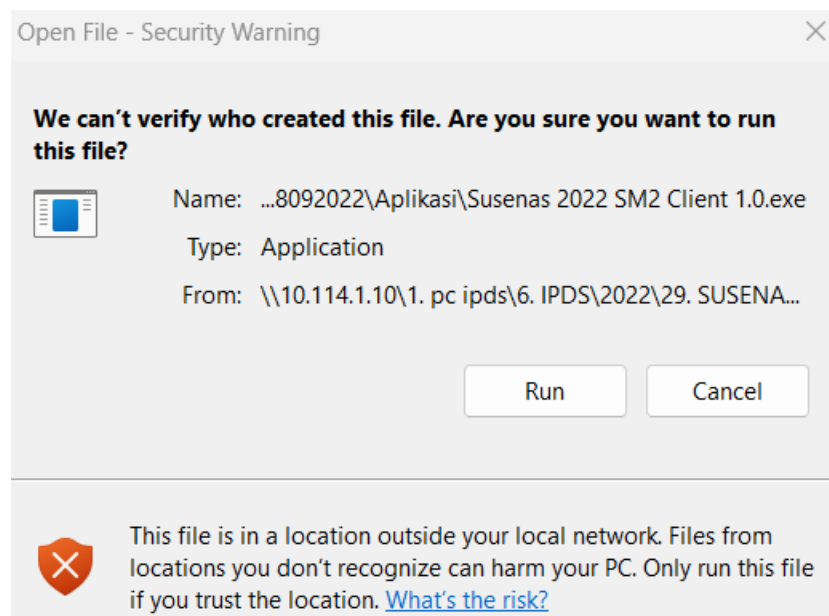 Open File - Security Warning
We can't verify who created this file. Are you sure you want to run
this file?
Name: ...8092022\Aplikasi\Susenas 2022 SM2 Client 1.0.exe
Type: Application
From: \\10.114.1.10\1. pc ipds\6. IPDS\2022\29. SUSENA...
Run Cancel
This file is in a location outside your local network. Files from
locations you don't recognize can harm your PC. Only run this file
if you trust the location. What's the risk?